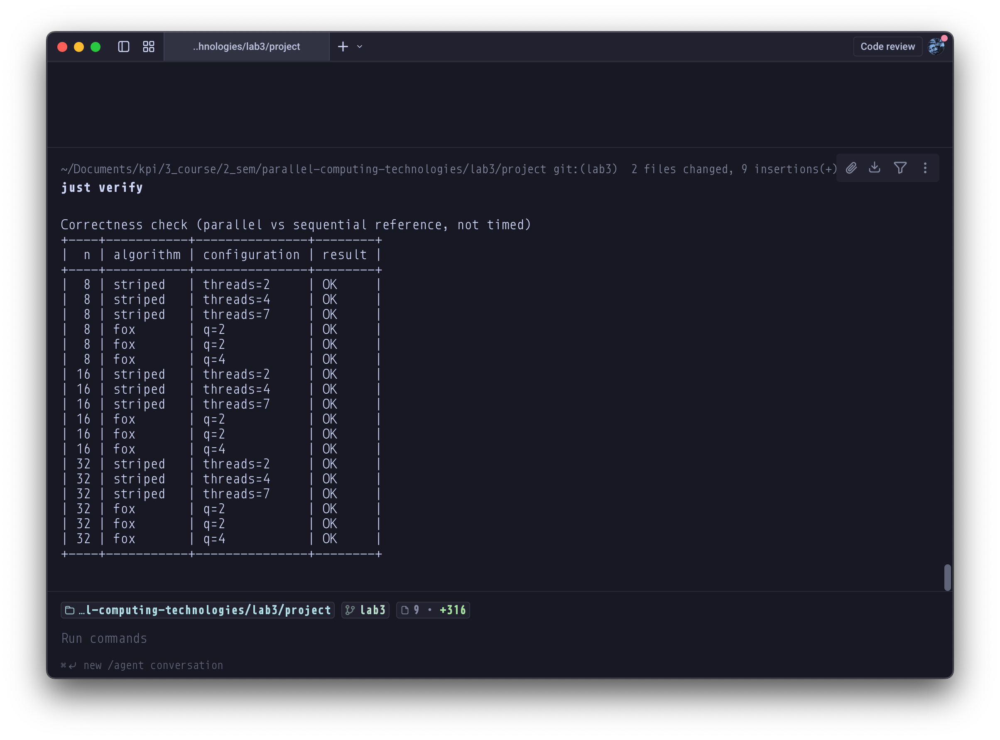 ..hnologies/lab3/project
Code review
~/Documents/kpi/3_course/2_sem/parallel-computing-technologies/lab3/project git:(lab3)  2 files changed, 9 insertions(+)
just verify
Correctness check (parallel vs sequential reference, not timed)
+----+-----------+---------------+--------+
|  n | algorithm | configuration | result |
+----+-----------+---------------+--------+
|  8 | striped   | threads=2     | OK     |
|  8 | striped   | threads=4     | OK     |
|  8 | striped   | threads=7     | OK     |
|  8 | fox       | q=2           | OK     |
|  8 | fox       | q=2           | OK     |
|  8 | fox       | q=4           | OK     |
| 16 | striped   | threads=2     | OK     |
| 16 | striped   | threads=4     | OK     |
| 16 | striped   | threads=7     | OK     |
| 16 | fox       | q=2           | OK     |
| 16 | fox       | q=2           | OK     |
| 16 | fox       | q=4           | OK     |
| 32 | striped   | threads=2     | OK     |
| 32 | striped   | threads=4     | OK     |
| 32 | striped   | threads=7     | OK     |
| 32 | fox       | q=2           | OK     |
| 32 | fox       | q=2           | OK     |
| 32 | fox       | q=4           | OK     |
+----+-----------+---------------+--------+
…l-computing-technologies/lab3/project lab3 9 • +316
Run commands
⌘⏎ new /agent conversation